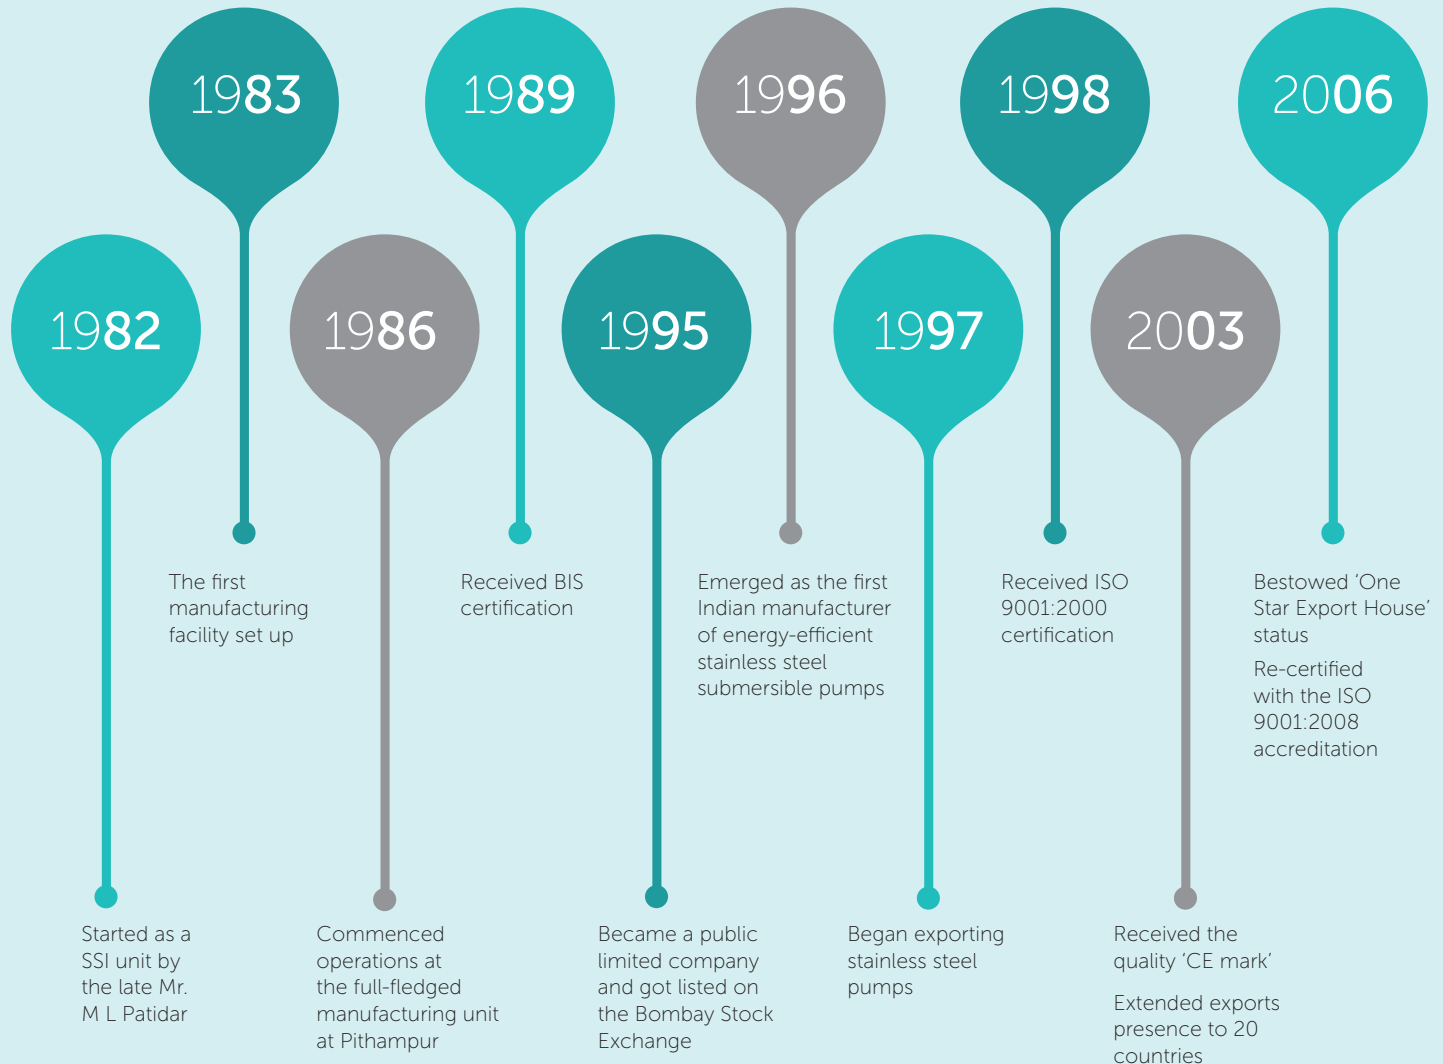 1983
1989
1996
1998
2006
1982
1986
1995
1997
2003
The first
manufacturing
facility set up
Received BIS
certification
Emerged as the first
Indian manufacturer
of energy-efficient
stainless steel
submersible pumps
Received ISO
9001:2000
certification
Bestowed ‘One
Star Export House’
status
Re-certified
with the ISO
9001:2008
accreditation
Started as a
SSI unit by
the late Mr.
M L Patidar
Commenced
operations at
the full-fledged
manufacturing unit
at Pithampur
Became a public
limited company
and got listed on
the Bombay Stock
Exchange
Began exporting
stainless steel
pumps
Received the
quality ‘CE mark’
Extended exports
presence to 20
countries